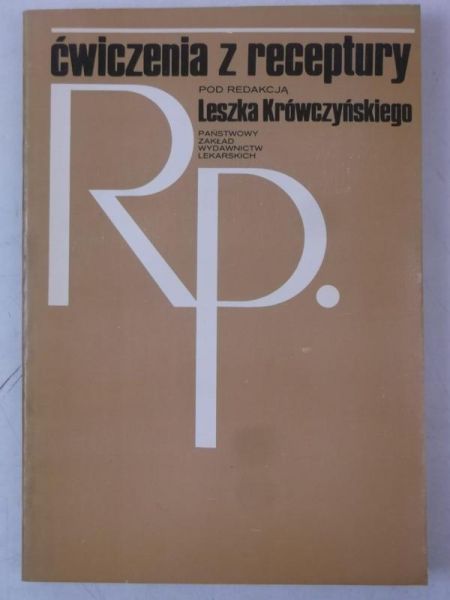 ćwiczenia z receptury
POD REDAKCJĄ
Leszka Krówczyńskiego
PAŃSTWOWY
ZAKŁAD
WYDAWNICTW
LEKARSKICH
Rp.